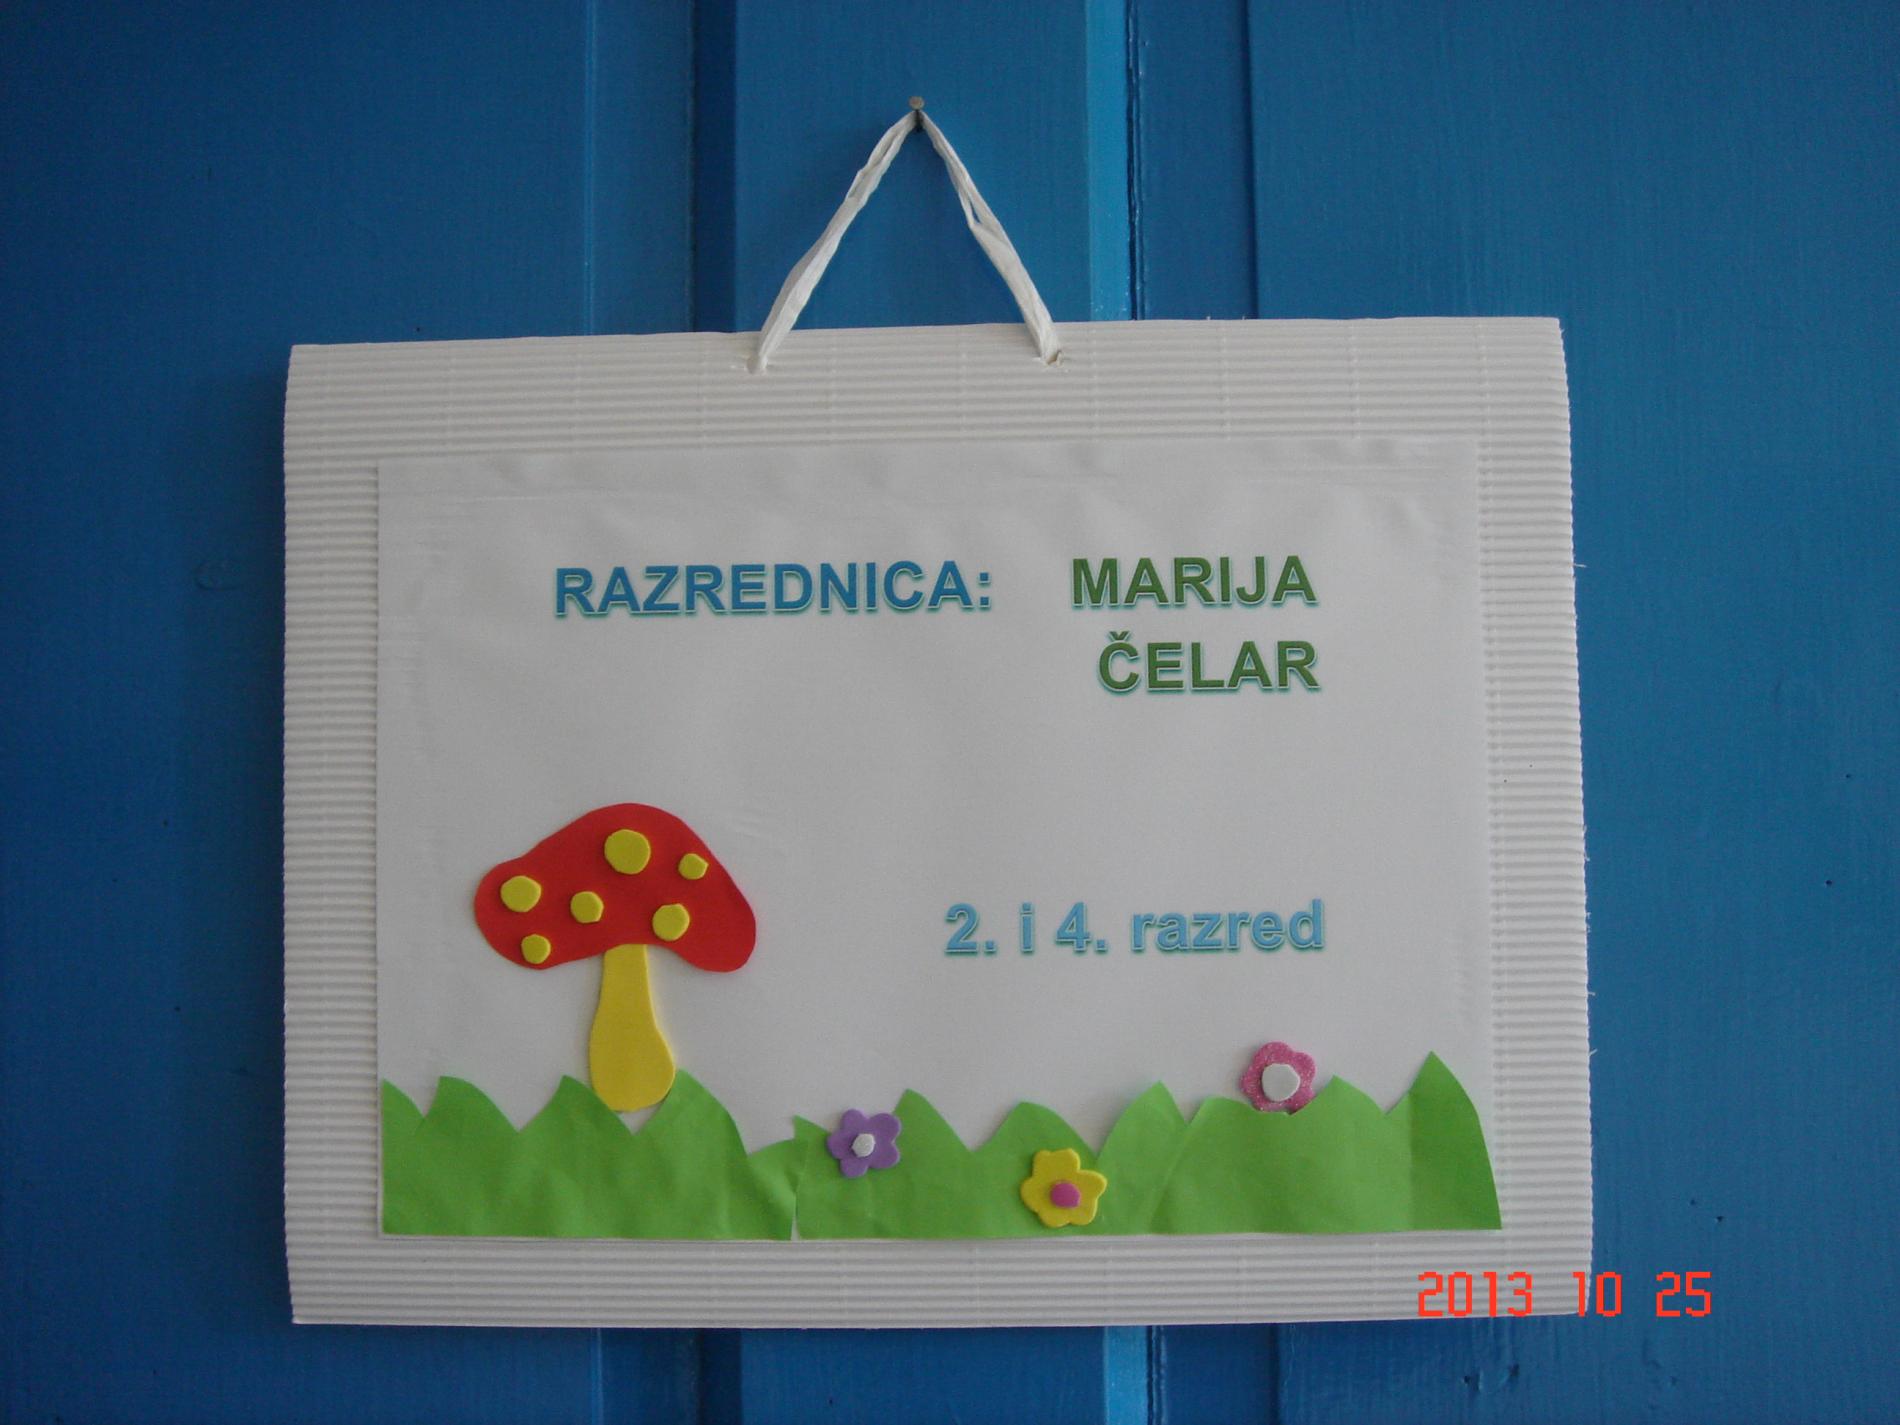 RAZREDNICA: MARIJA
ČELAR
2. i 4. razred
2013 10 25